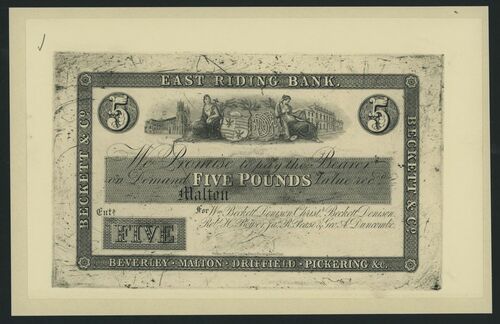 EAST RIDING BANK.
5
5
BECKETT & Co.
BECKETT & Co.
We Promise to pay the Bearer
on Demand FIVE POUNDS Value recd.
Malton
Entd
For Wm. Beckett Denison, Christr. Beckett Denison,
Robt. H. Bower, Jas. R. Pease & Geo. A. Duncombe.
FIVE
BEVERLEY · MALTON · DRIFFIELD · PICKERING &c.